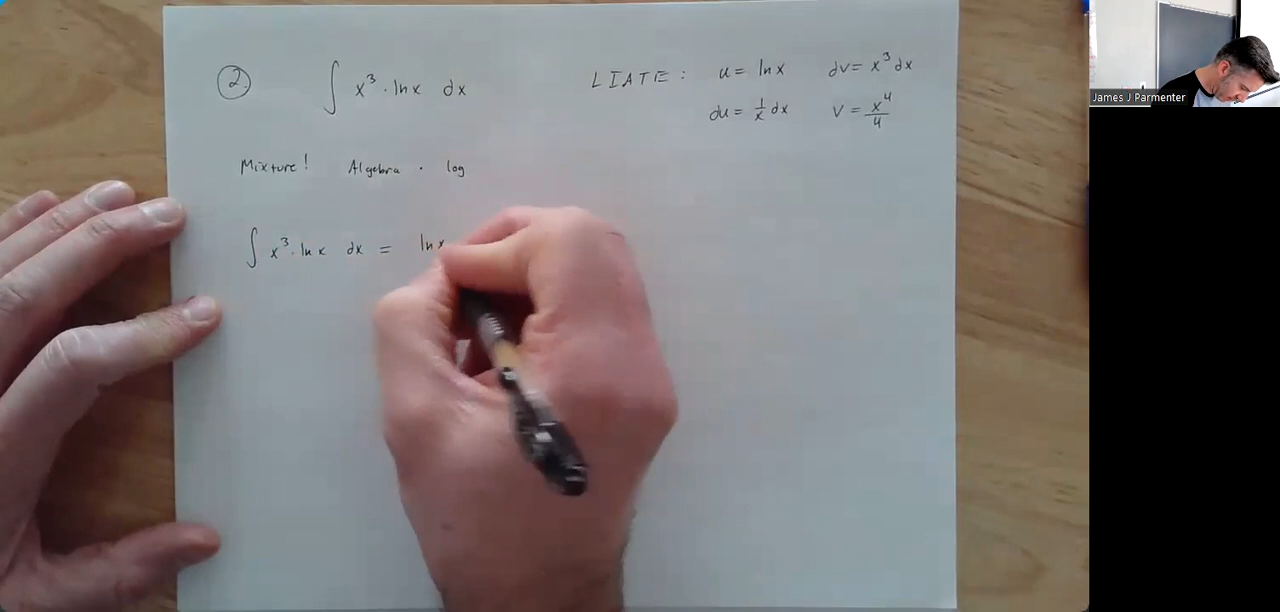 2. ∫ x³ · ln x dx LIATE: u = ln x dv = x³ dx
du = 1/x dx v = x⁴/4
Mixture! Algebra · log
∫ x³ · ln x dx = ln x
James J Parmenter